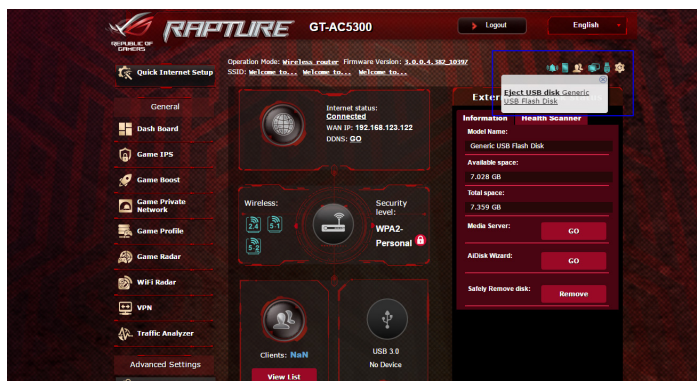 REPUBLIC OF
GAMERS
RAPTURE
GT-AC5300
Logout
English
Operation Mode: Wireless router Firmware Version: 3.0.0.4.382_10397
SSID: Welcome to... Welcome to... Welcome to...
Quick Internet Setup
General
Dash Board
Game IPS
Game Boost
Game Private
Network
Game Profile
Game Radar
WiFi Radar
VPN
Traffic Analyzer
Advanced Settings
Internet status:
Connected
WAN IP: 192.168.123.122
DDNS: GO
Wireless:
2.4
5-1
5-2
Security
level:
WPA2-
Personal
Clients: NaN
View List
USB 3.0
No Device
Eject USB disk Generic
USB Flash Disk
Information
Health Scanner
Model Name:
Generic USB Flash Disk
Available space:
7.028 GB
Total space:
7.359 GB
Media Server:
GO
AiDisk Wizard:
GO
Safely Remove disk:
Remove